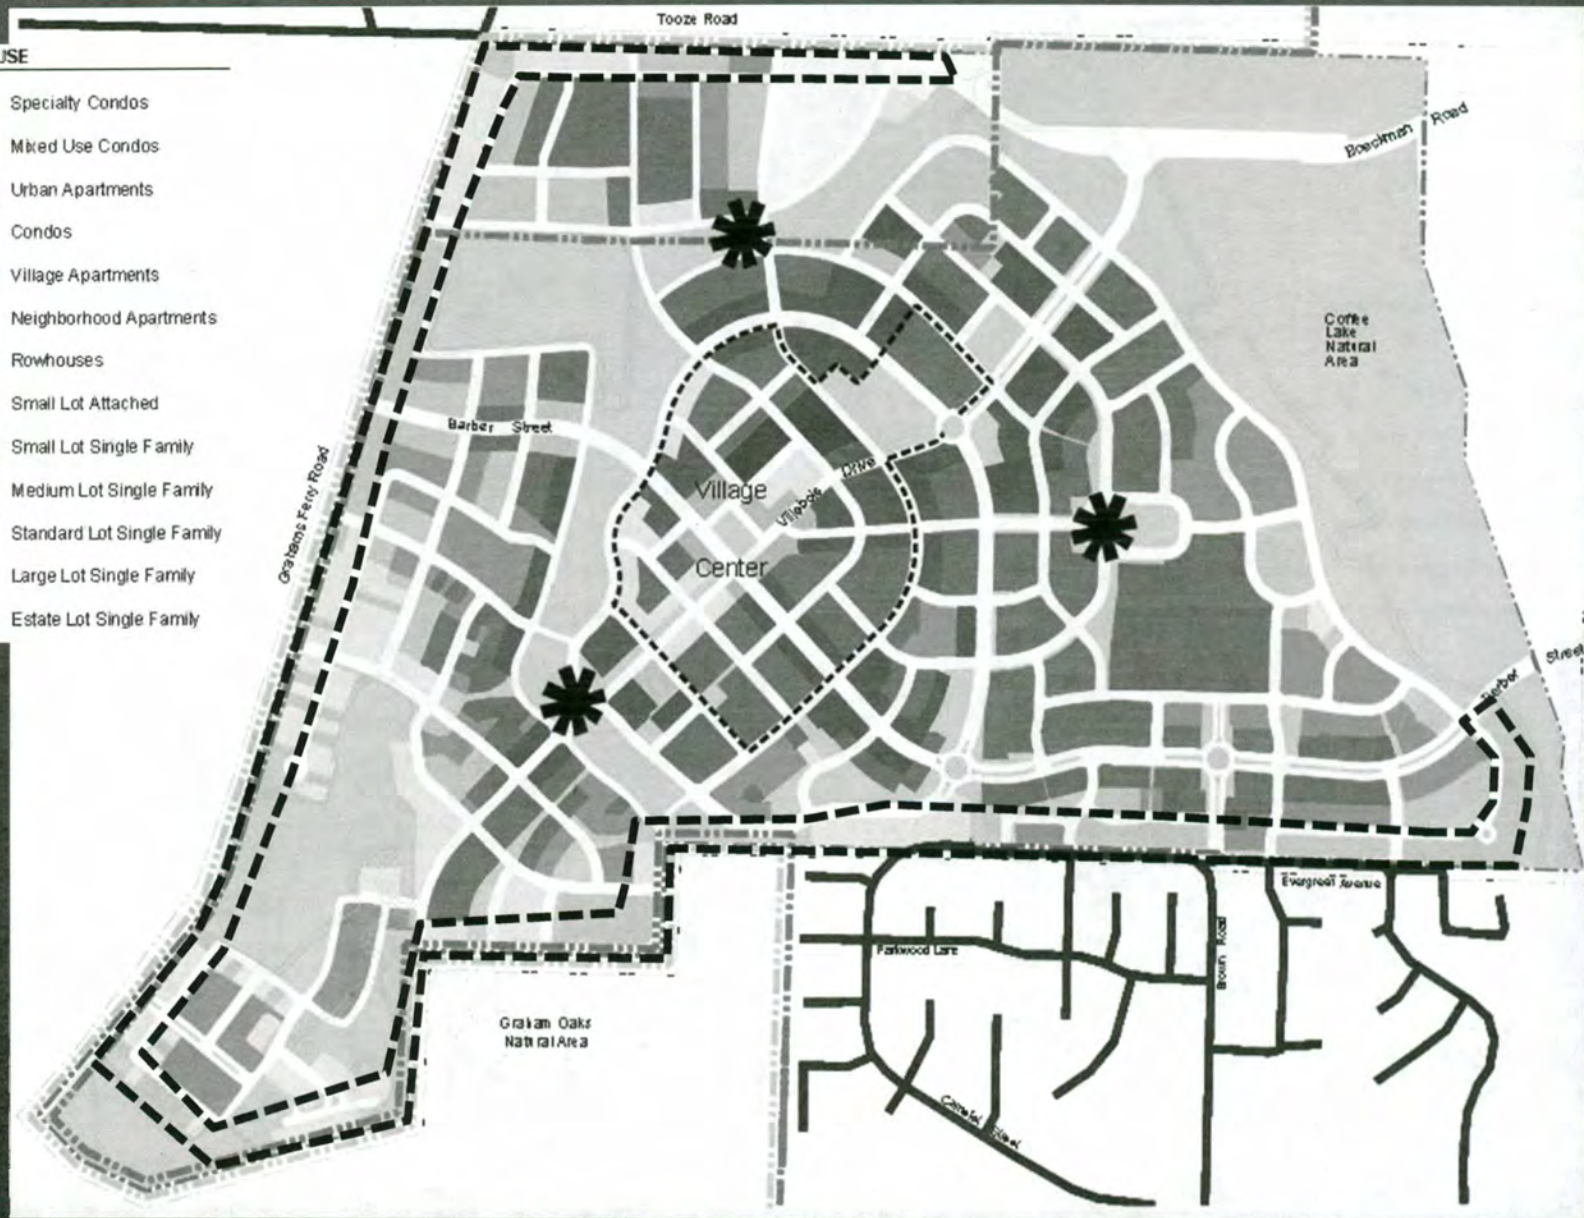 Tooze Road
USE
Specialty Condos
Mixed Use Condos
Urban Apartments
Condos
Village Apartments
Neighborhood Apartments
Rowhouses
Small Lot Attached
Small Lot Single Family
Medium Lot Single Family
Standard Lot Single Family
Large Lot Single Family
Estate Lot Single Family
Boeckman Road
Coffee
Lake
Natural
Area
Barber Street
Grahams Ferry Road
Village
Center
Villebois Drive
Barber Street
Evergreen Avenue
Parkwood Lane
Brown Road
Graham Oaks
Natural Area